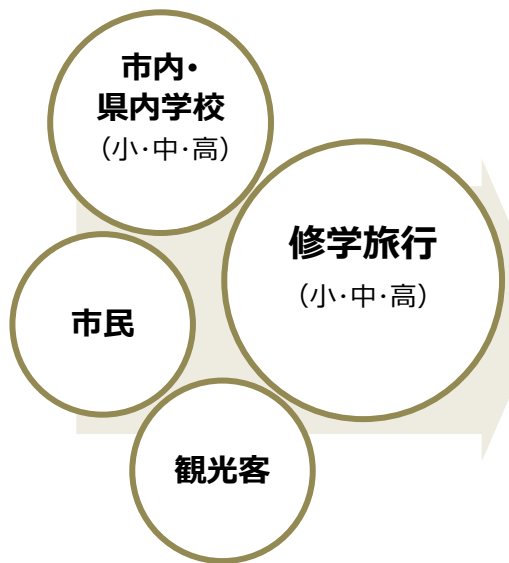 市内・
県内学校
（小･中･高）
修学旅行
（小･中･高）
市民
観光客